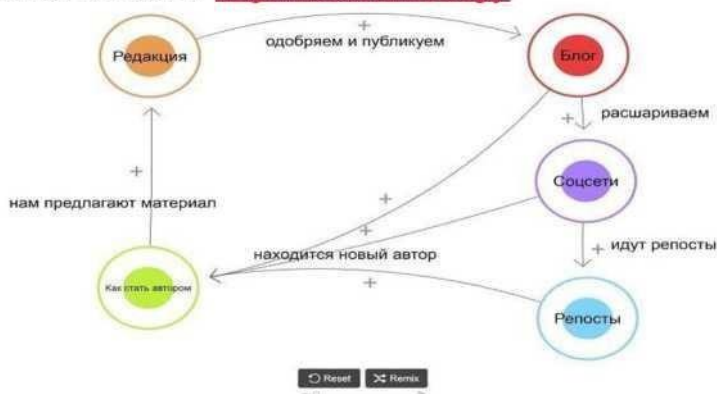 Редакция
+
одобряем и публикуем
Блог
+
расшариваем
Соцсети
+
идут репосты
Репосты
+
+
находится новый автор
+
Как стать автором
+
нам предлагают материал
Reset
Remix